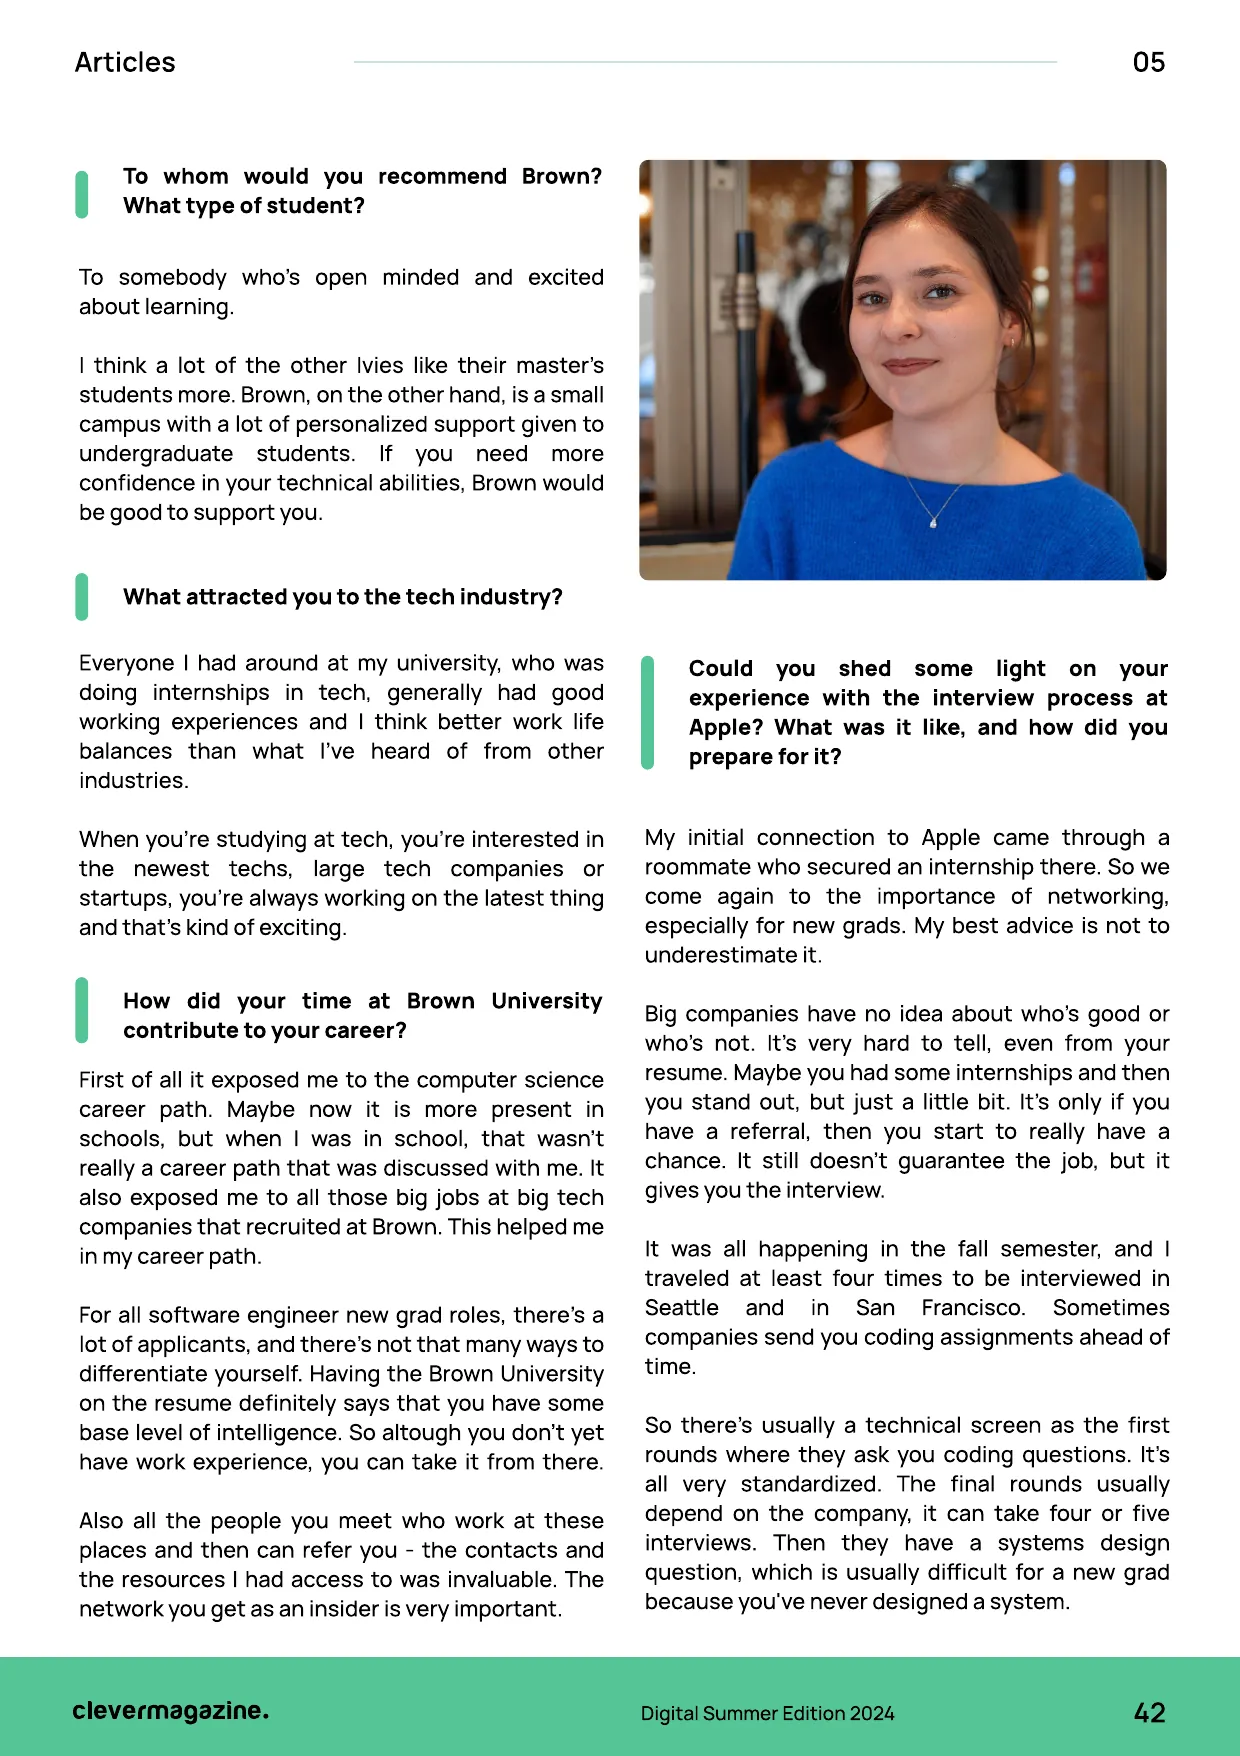 Articles
05
To whom would you recommend Brown?
What type of student?
To somebody who's open minded and excited
about learning.
I think a lot of the other Ivies like their master's
students more. Brown, on the other hand, is a small
campus with a lot of personalized support given to
undergraduate students. If you need more
confidence in your technical abilities, Brown would
be good to support you.
What attracted you to the tech industry?
Everyone I had around at my university, who was
doing internships in tech, generally had good
working experiences and I think better work life
balances than what I've heard of from other
industries.
When you're studying at tech, you're interested in
the newest techs, large tech companies or
startups, you're always working on the latest thing
and that's kind of exciting.
How did your time at Brown University
contribute to your career?
First of all it exposed me to the computer science
career path. Maybe now it is more present in
schools, but when I was in school, that wasn't
really a career path that was discussed with me. It
also exposed me to all those big jobs at big tech
companies that recruited at Brown. This helped me
in my career path.
For all software engineer new grad roles, there's a
lot of applicants, and there's not that many ways to
differentiate yourself. Having the Brown University
on the resume definitely says that you have some
base level of intelligence. So altough you don't yet
have work experience, you can take it from there.
Also all the people you meet who work at these
places and then can refer you - the contacts and
the resources I had access to was invaluable. The
network you get as an insider is very important.
Could you shed some light on your
experience with the interview process at
Apple? What was it like, and how did you
prepare for it?
My initial connection to Apple came through a
roommate who secured an internship there. So we
come again to the importance of networking,
especially for new grads. My best advice is not to
underestimate it.
Big companies have no idea about who's good or
who's not. It's very hard to tell, even from your
resume. Maybe you had some internships and then
you stand out, but just a little bit. It's only if you
have a referral, then you start to really have a
chance. It still doesn't guarantee the job, but it
gives you the interview.
It was all happening in the fall semester, and I
traveled at least four times to be interviewed in
Seattle and in San Francisco. Sometimes
companies send you coding assignments ahead of
time.
So there's usually a technical screen as the first
rounds where they ask you coding questions. It's
all very standardized. The final rounds usually
depend on the company, it can take four or five
interviews. Then they have a systems design
question, which is usually difficult for a new grad
because you've never designed a system.
clevermagazine.
Digital Summer Edition 2024
42